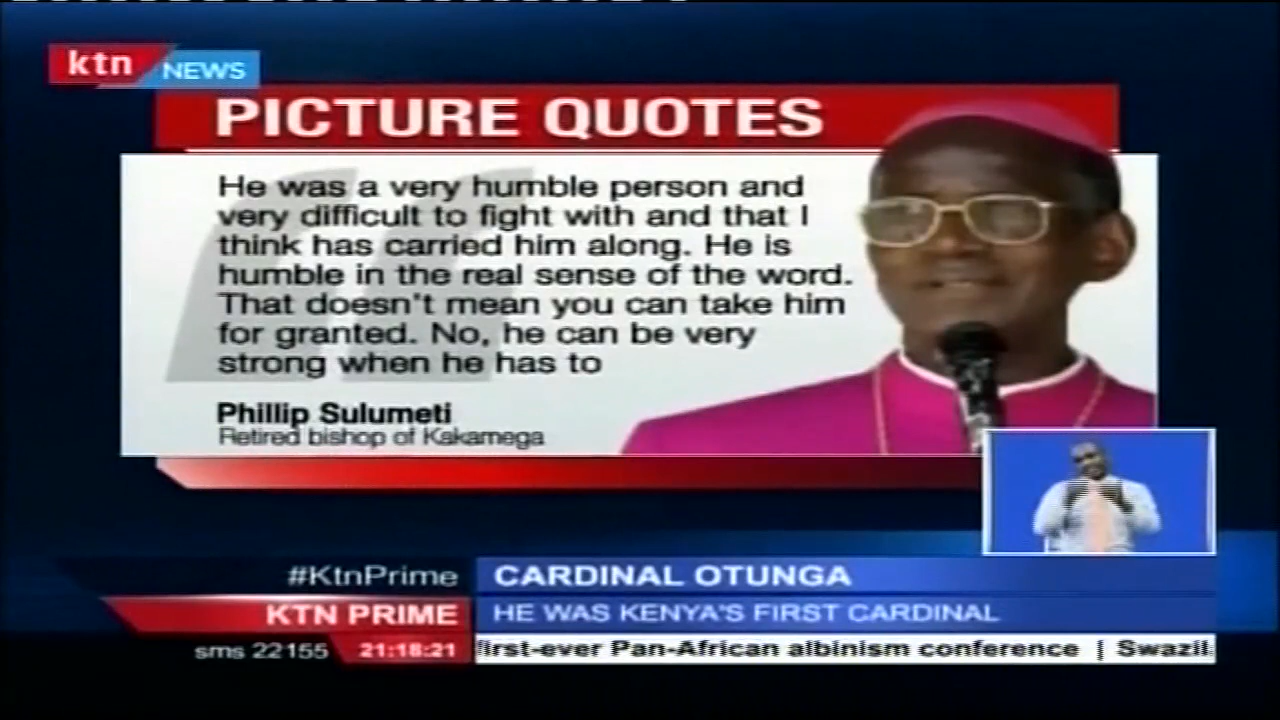 ktn NEWS
PICTURE QUOTES
He was a very humble person and
very difficult to fight with and that I
think has carried him along. He is
humble in the real sense of the word.
That doesn't mean you can take him
for granted. No, he can be very
strong when he has to
Phillip Sulumeti
Retired bishop of Kakamega
#KtnPrime
CARDINAL OTUNGA
KTN PRIME
HE WAS KENYA'S FIRST CARDINAL
sms 22155
21:18:21
first-ever Pan-African albinism conference | Swazil